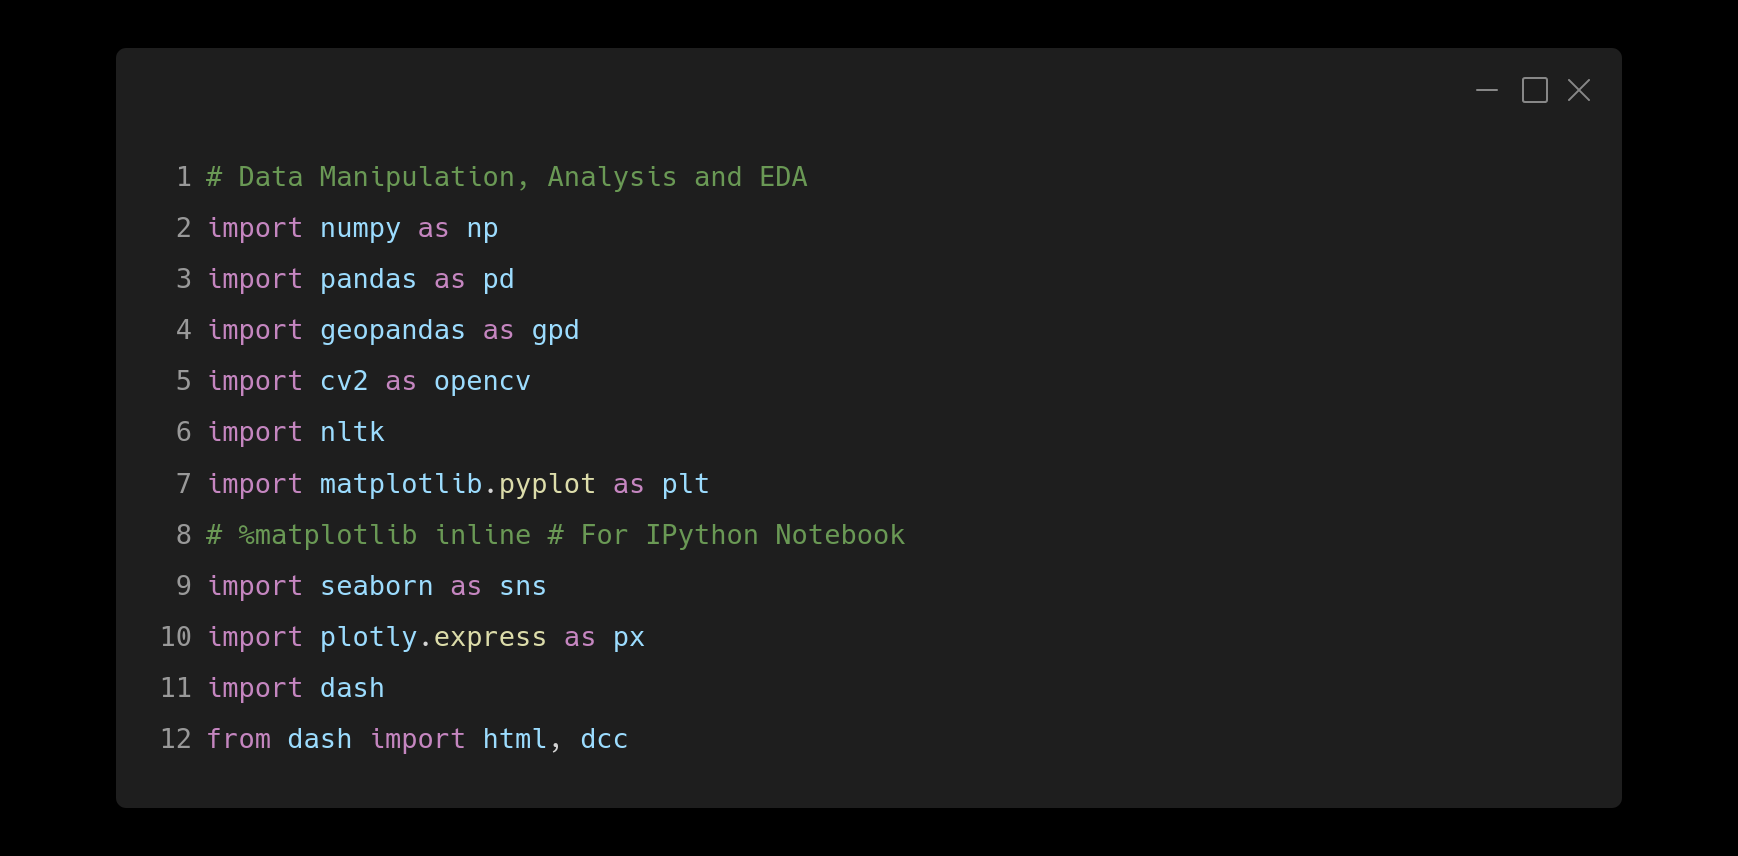 1 # Data Manipulation, Analysis and EDA
2 import numpy as np
3 import pandas as pd
4 import geopandas as gpd
5 import cv2 as opencv
6 import nltk
7 import matplotlib.pyplot as plt
8 # %matplotlib inline # For IPython Notebook
9 import seaborn as sns
10 import plotly.express as px
11 import dash
12 from dash import html, dcc